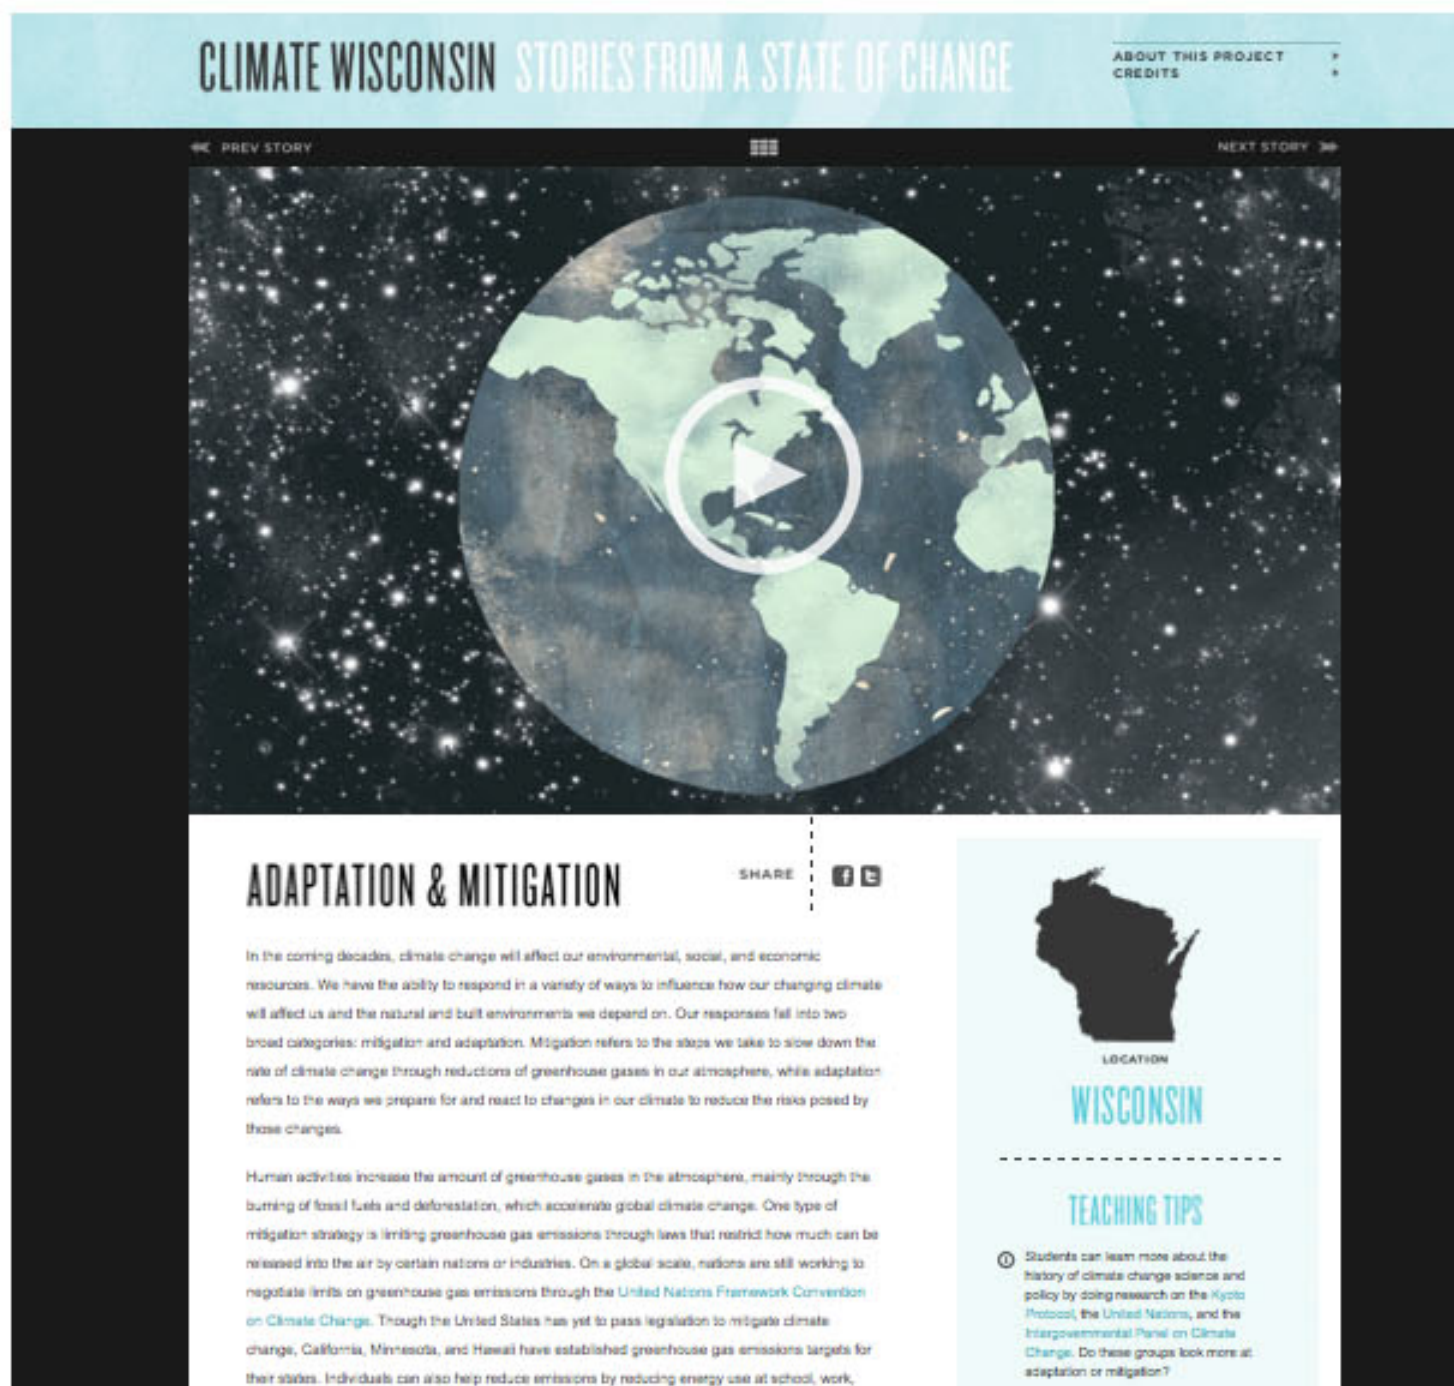 CLIMATE WISCONSIN STORIES FROM A STATE OF CHANGE
ABOUT THIS PROJECT
CREDITS
PREV STORY
NEXT STORY
ADAPTATION & MITIGATION
SHARE
In the coming decades, climate change will affect our environmental, social, and economic
resources. We have the ability to respond in a variety of ways to influence how our changing climate
will affect us and the natural and built environments we depend on. Our responses fall into two
broad categories: mitigation and adaptation. Mitigation refers to the steps we take to slow down the
rate of climate change through reductions of greenhouse gases in our atmosphere, while adaptation
refers to the ways we prepare for and react to changes in our climate to reduce the risks posed by
those changes.
Human activities increase the amount of greenhouse gases in the atmosphere, mainly through the
burning of fossil fuels and deforestation, which accelerate global climate change. One type of
mitigation strategy is limiting greenhouse gas emissions through laws that restrict how much can be
released into the air by certain nations or industries. On a global scale, nations are still working to
negotiate limits on greenhouse gas emissions through the United Nations Framework Convention
on Climate Change. Though the United States has yet to pass legislation to mitigate climate
change, California, Minnesota, and Hawaii have established greenhouse gas emissions targets for
their states. Individuals can also help reduce emissions by reducing energy use at school, work,
LOCATION
WISCONSIN
TEACHING TIPS
Students can learn more about the
history of climate change science and
policy by doing research on the Kyoto
Protocol, the United Nations, and the
Intergovernmental Panel on Climate
Change. Do these groups look more at
adaptation or mitigation?